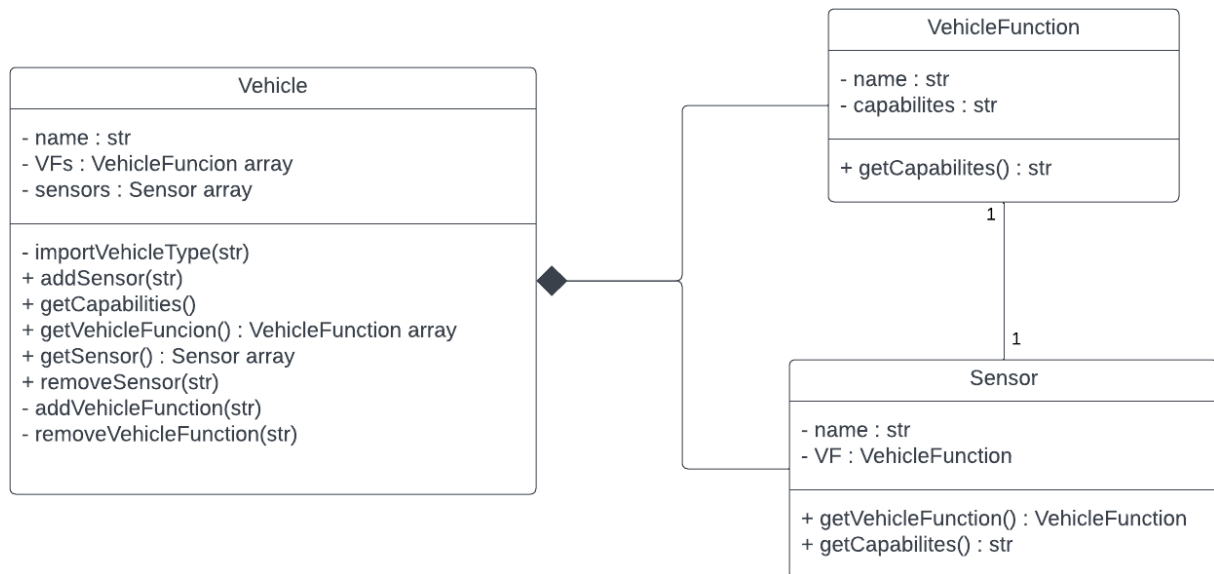 Vehicle
- name : str
- VFs : VehicleFuncion array
- sensors : Sensor array
- importVehicleType(str)
+ addSensor(str)
+ getCapabilities()
+ getVehicleFuncion() : VehicleFunction array
+ getSensor() : Sensor array
+ removeSensor(str)
- addVehicleFunction(str)
- removeVehicleFunction(str)
VehicleFunction
- name : str
- capabilites : str
+ getCapabilites() : str
1
1
Sensor
- name : str
- VF : VehicleFunction
+ getVehicleFunction() : VehicleFunction
+ getCapabilites() : str